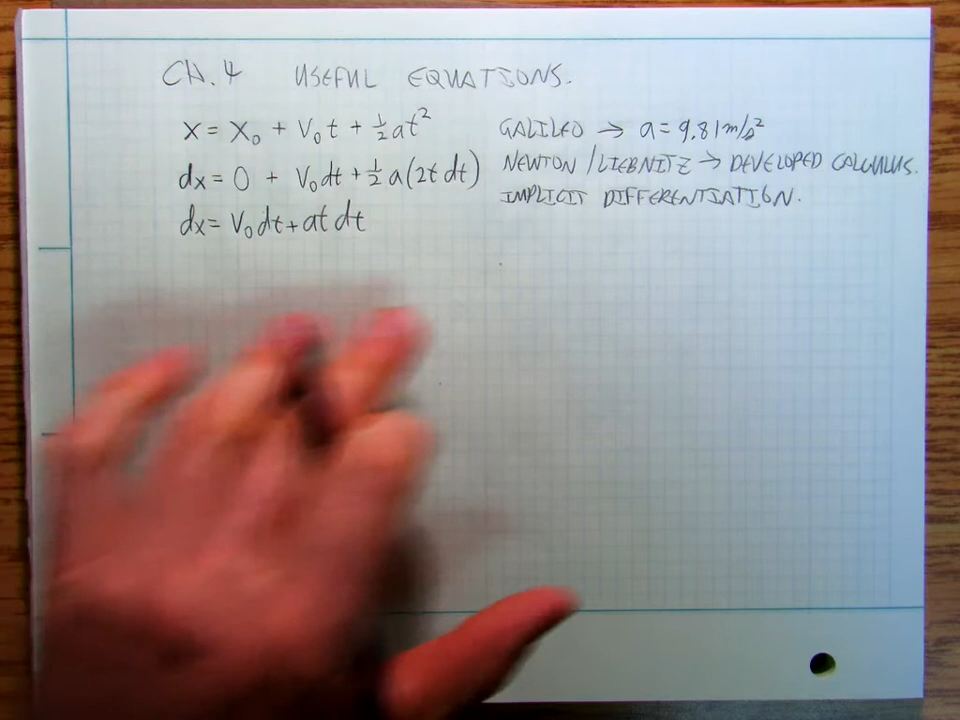 CH. 4 USEFUL EQUATIONS.
x = x₀ + v₀t + ½at² GALILEO → a = 9.81 m/s²
dx = 0 + v₀dt + ½a(2t dt) NEWTON / LIEBNITZ → DEVELOPED CALCULUS.
dx = v₀dt + at dt IMPLICIT DIFFERENTIATION.